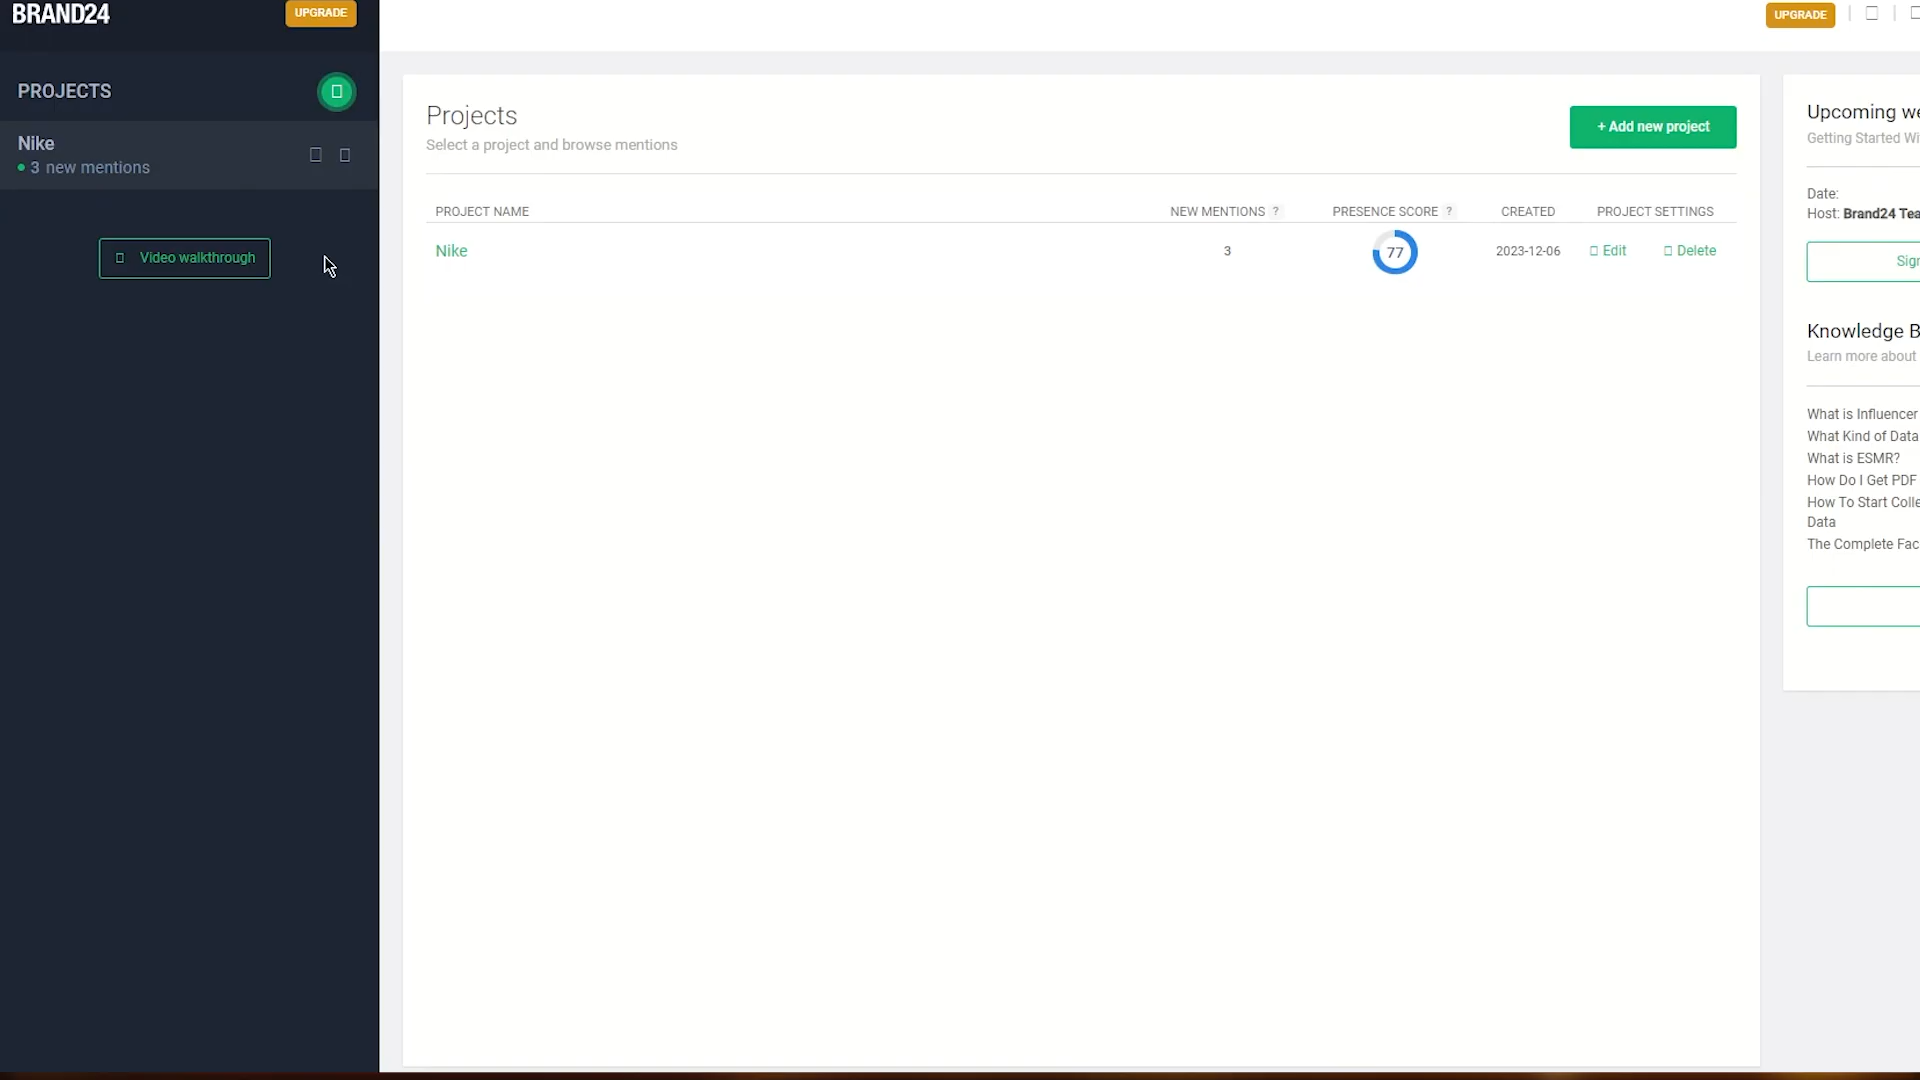 BRAND24
UPGRADE
UPGRADE
PROJECTS
Nike
3 new mentions
Video walkthrough
Projects
Select a project and browse mentions
+ Add new project
PROJECT NAME
NEW MENTIONS ?
PRESENCE SCORE ?
CREATED
PROJECT SETTINGS
Nike
3
77
2023-12-06
Edit
Delete
Upcoming we
Getting Started Wi
Date:
Host: Brand24 Tea
Sign
Knowledge B
Learn more about
What is Influencer
What Kind of Data
What is ESMR?
How Do I Get PDF
How To Start Colle
Data
The Complete Fac